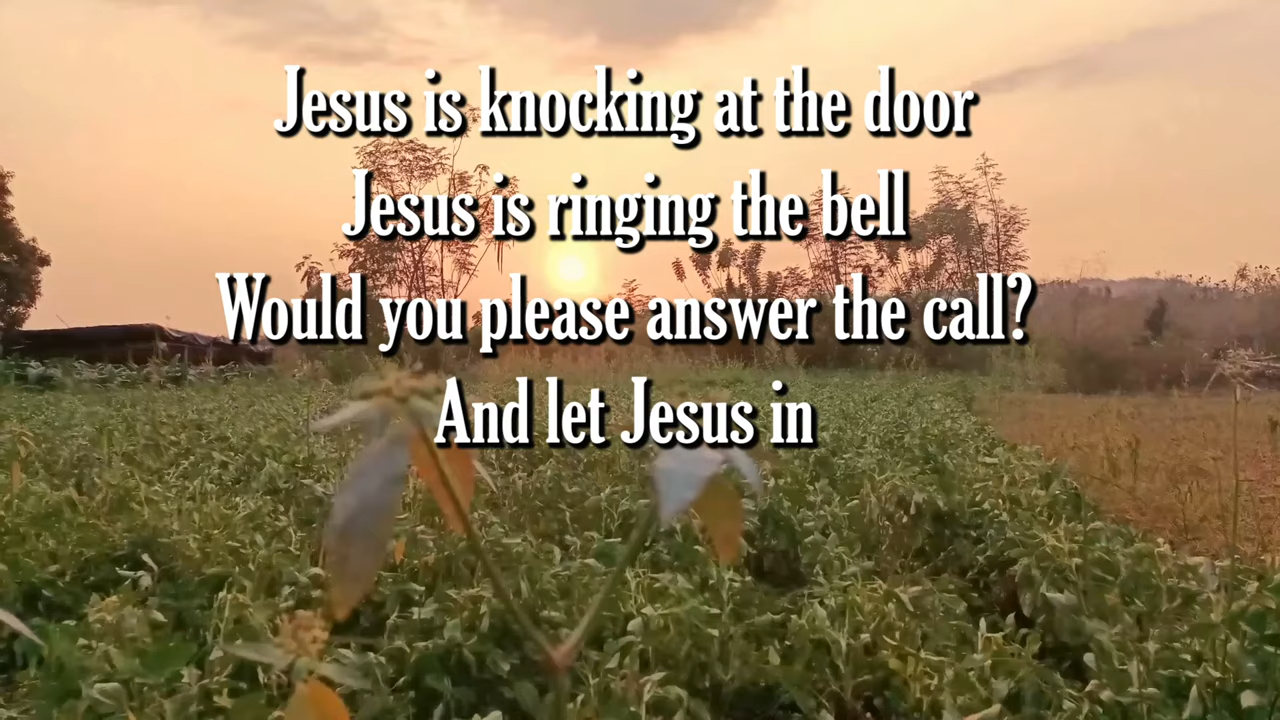 Jesus is knocking at the door
Jesus is ringing the bell
Would you please answer the call?
And let Jesus in